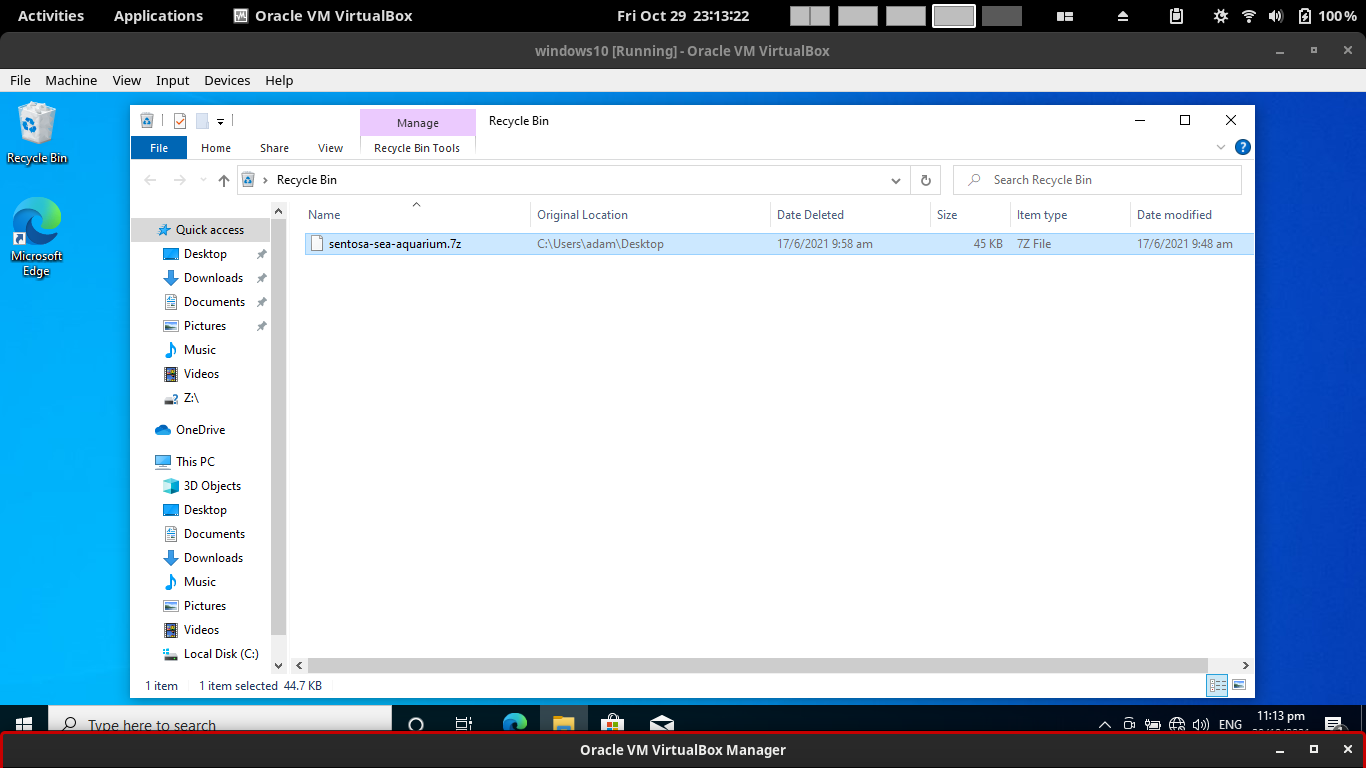 Activities Applications Oracle VM VirtualBox Fri Oct 29 23:13:22 100%
windows10 [Running] - Oracle VM VirtualBox
File Machine View Input Devices Help
Recycle Bin
Microsoft
Edge
Manage Recycle Bin
File Home Share View Recycle Bin Tools
Recycle Bin Search Recycle Bin
Name Original Location Date Deleted Size Item type Date modified
sentosa-sea-aquarium.7z C:\Users\adam\Desktop 17/6/2021 9:58 am 45 KB 7Z File 17/6/2021 9:48 am
Quick access
Desktop
Downloads
Documents
Pictures
Music
Videos
Z:\
OneDrive
This PC
3D Objects
Desktop
Documents
Downloads
Music
Pictures
Videos
Local Disk (C:)
1 item 1 item selected 44.7 KB
Type here to search ENG 11:13 pm
Oracle VM VirtualBox Manager